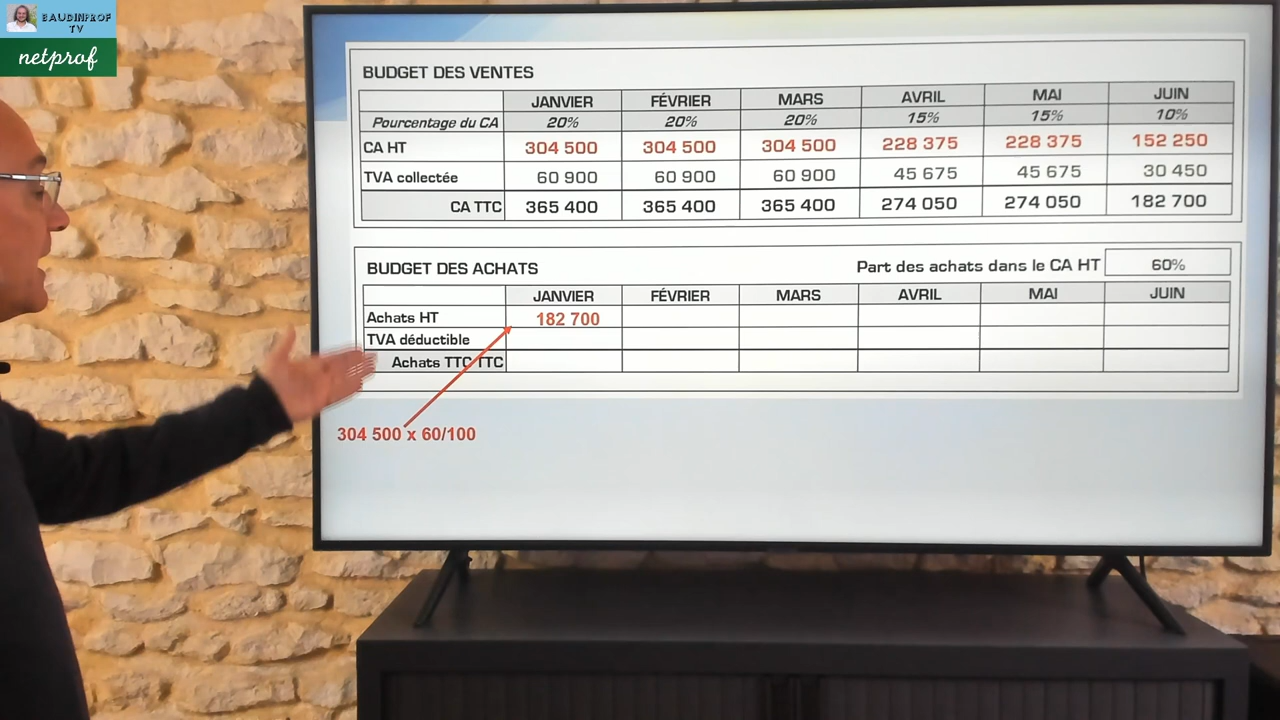 BAUDINPROF
TV
netprof
BUDGET DES VENTES
JANVIER FÉVRIER MARS AVRIL MAI JUIN
Pourcentage du CA 20% 20% 20% 15% 15% 10%
CA HT 304 500 304 500 304 500 228 375 228 375 152 250
TVA collectée 60 900 60 900 60 900 45 675 45 675 30 450
CA TTC 365 400 365 400 365 400 274 050 274 050 182 700
BUDGET DES ACHATS Part des achats dans le CA HT 60%
JANVIER FÉVRIER MARS AVRIL MAI JUIN
Achats HT 182 700
TVA déductible
Achats TTC TTC
304 500 x 60/100